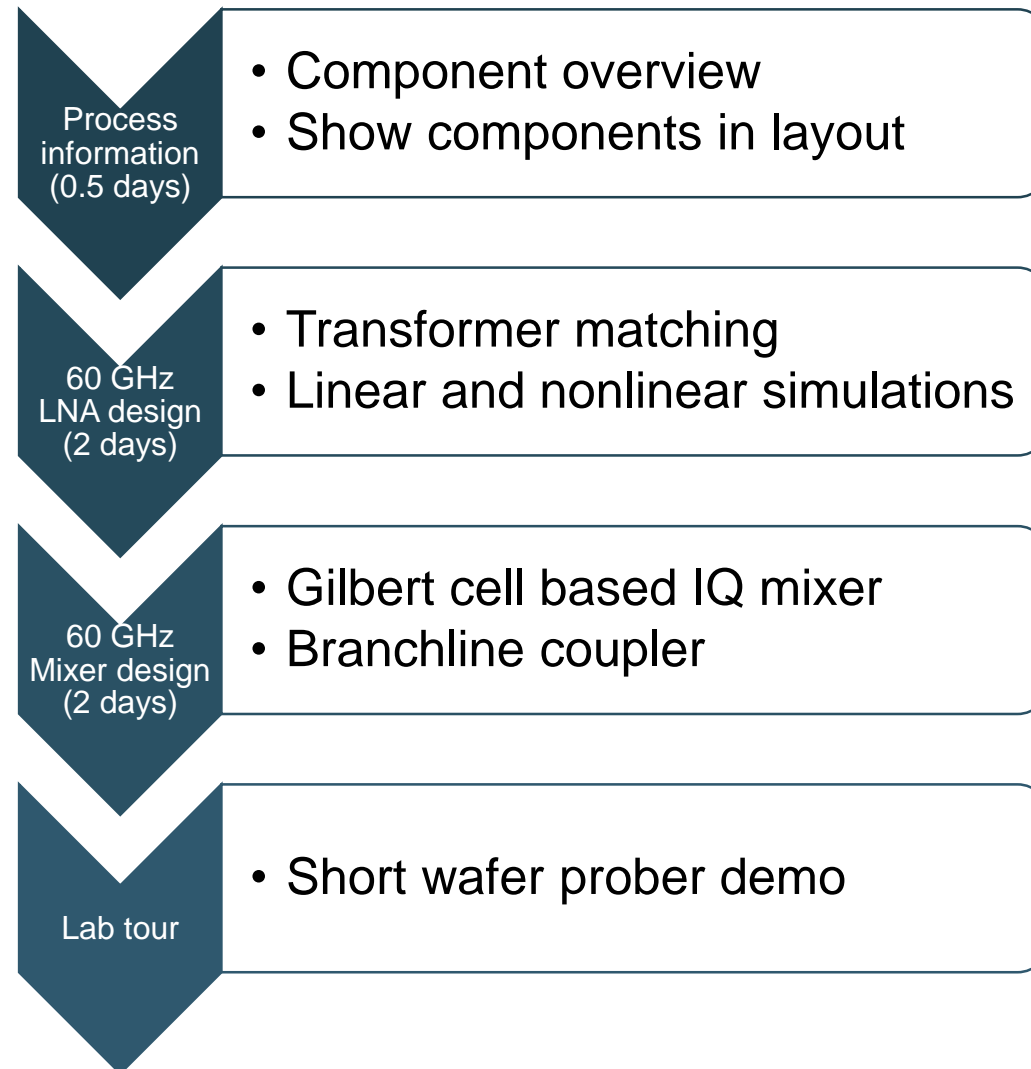 Process
information
(0.5 days)
• Component overview
• Show components in layout
60 GHz
LNA design
(2 days)
• Transformer matching
• Linear and nonlinear simulations
60 GHz
Mixer design
(2 days)
• Gilbert cell based IQ mixer
• Branchline coupler
Lab tour
• Short wafer prober demo